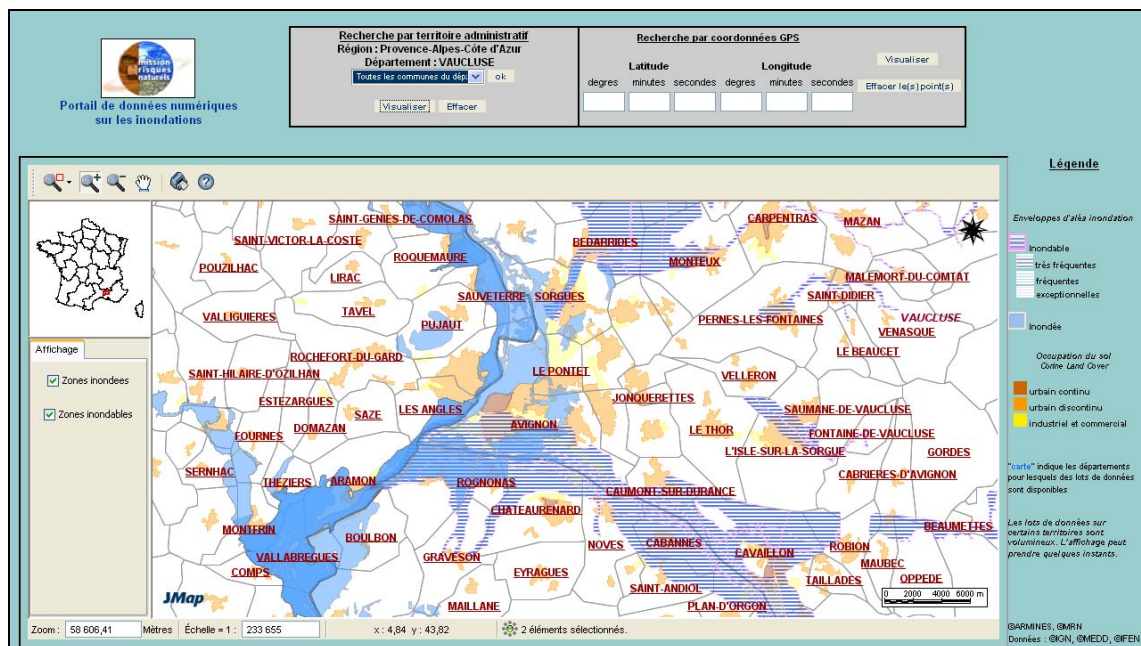 mission
risques
naturels
Portail de données numériques
sur les inondations
Recherche par territoire administratif
Région : Provence-Alpes-Côte d'Azur
Département : VAUCLUSE
Toutes les communes du dép
ok
Visualiser
Effacer
Recherche par coordonnées GPS
Latitude
Longitude
degres minutes secondes degres minutes secondes
Visualiser
Effacer le(s) point(s)
Affichage
Zones inondees
Zones inondables
SAINT-GENIES-DE-COMOLAS
CARPENTRAS
MAZAN
SAINT-VICTOR-LA-COSTE
BEDARRIDES
ROQUEMAURE
MONTEUX
POUZILHAC
LIRAC
MALEMORT-DU-COMTAT
SAUVETERRE
SORGUES
SAINT-DIDIER
VALLIGUIERES
TAVEL
PUJAUT
PERNES-LES-FONTAINES
VAUCLUSE
VENASQUE
ROCHEFORT-DU-GARD
LE BEAUCET
SAINT-HILAIRE-D'OZILHAN
LE PONTET
VELLERON
ESTEZARGUES
SAZE
LES ANGLES
JONQUERETTES
SAUMANE-DE-VAUCLUSE
DOMAZAN
AVIGNON
LE THOR
FONTAINE-DE-VAUCLUSE
FOURNES
L'ISLE-SUR-LA-SORGUE
GORDES
SERNHAC
THEZIERS
ARAMON
ROGNONAS
CABRIERES-D'AVIGNON
CAUMONT-SUR-DURANCE
CHATEAURENARD
MONTFRIN
BOULBON
BEAUMETTES
NOVES
CABANNES
CAVAILLON
ROBION
VALLABREGUES
GRAVESON
MAUBEC
COMPS
EYRAGUES
SAINT-ANDIOL
TAILLADES
OPPEDE
MAILLANE
PLAN-D'ORGON
JMap
0 2000 4000 6000 m
Zoom : 58 606,41 Mètres Échelle = 1 : 233 655 x : 4,84 y : 43,82 2 éléments sélectionnés.
Légende
Enveloppes d'aléa inondation
Inondable
très fréquentes
fréquentes
exceptionnelles
Inondée
Occupation du sol
Corine Land Cover
urbain continu
urbain discontinu
industriel et commercial
"carte" indique les départements
pour lesquels des lots de données
sont disponibles
Les lots de données sur
certains territoires sont
volumineux. L'affichage peut
prendre quelques instants.
©ARMINES, ©MRN
Données : ©IGN, ©MEDD, ©IFEN